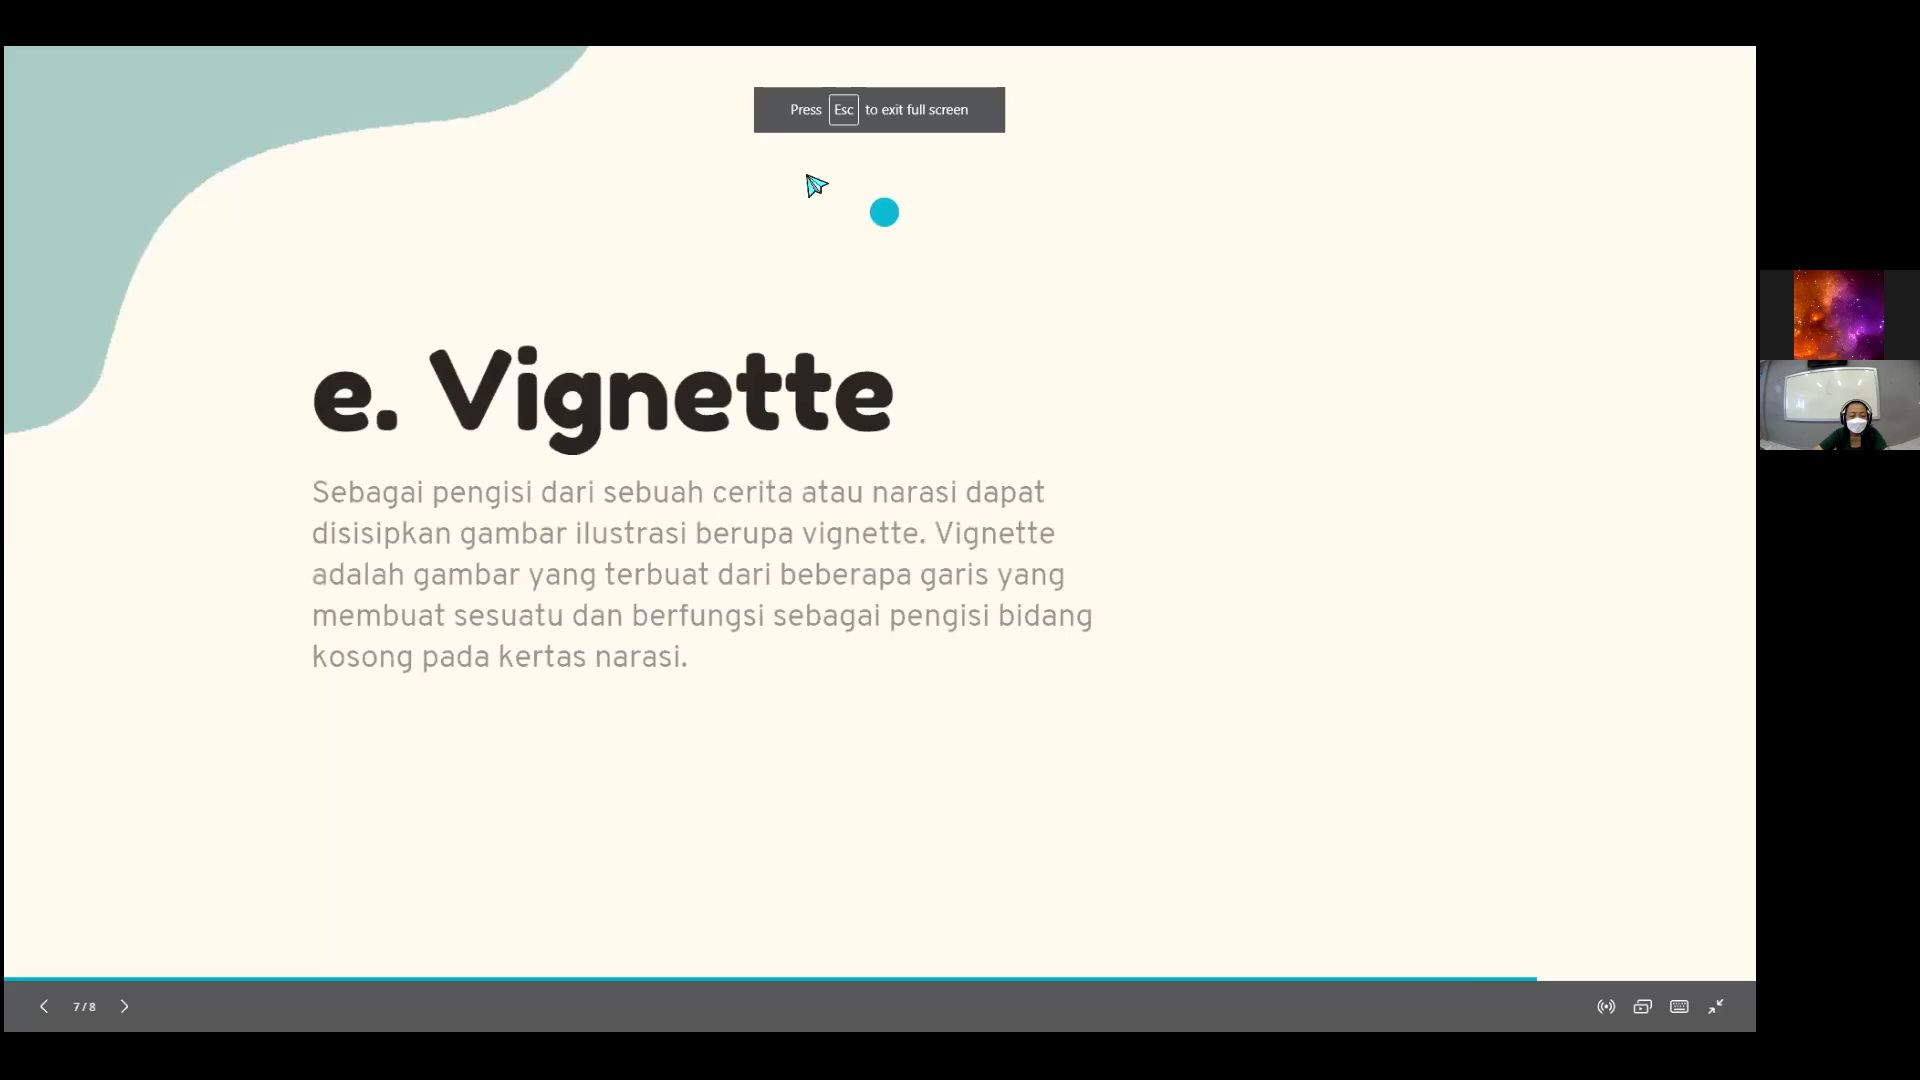 Press Esc to exit full screen
e. Vignette
Sebagai pengisi dari sebuah cerita atau narasi dapat
disisipkan gambar ilustrasi berupa vignette. Vignette
adalah gambar yang terbuat dari beberapa garis yang
membuat sesuatu dan berfungsi sebagai pengisi bidang
kosong pada kertas narasi.
7/8